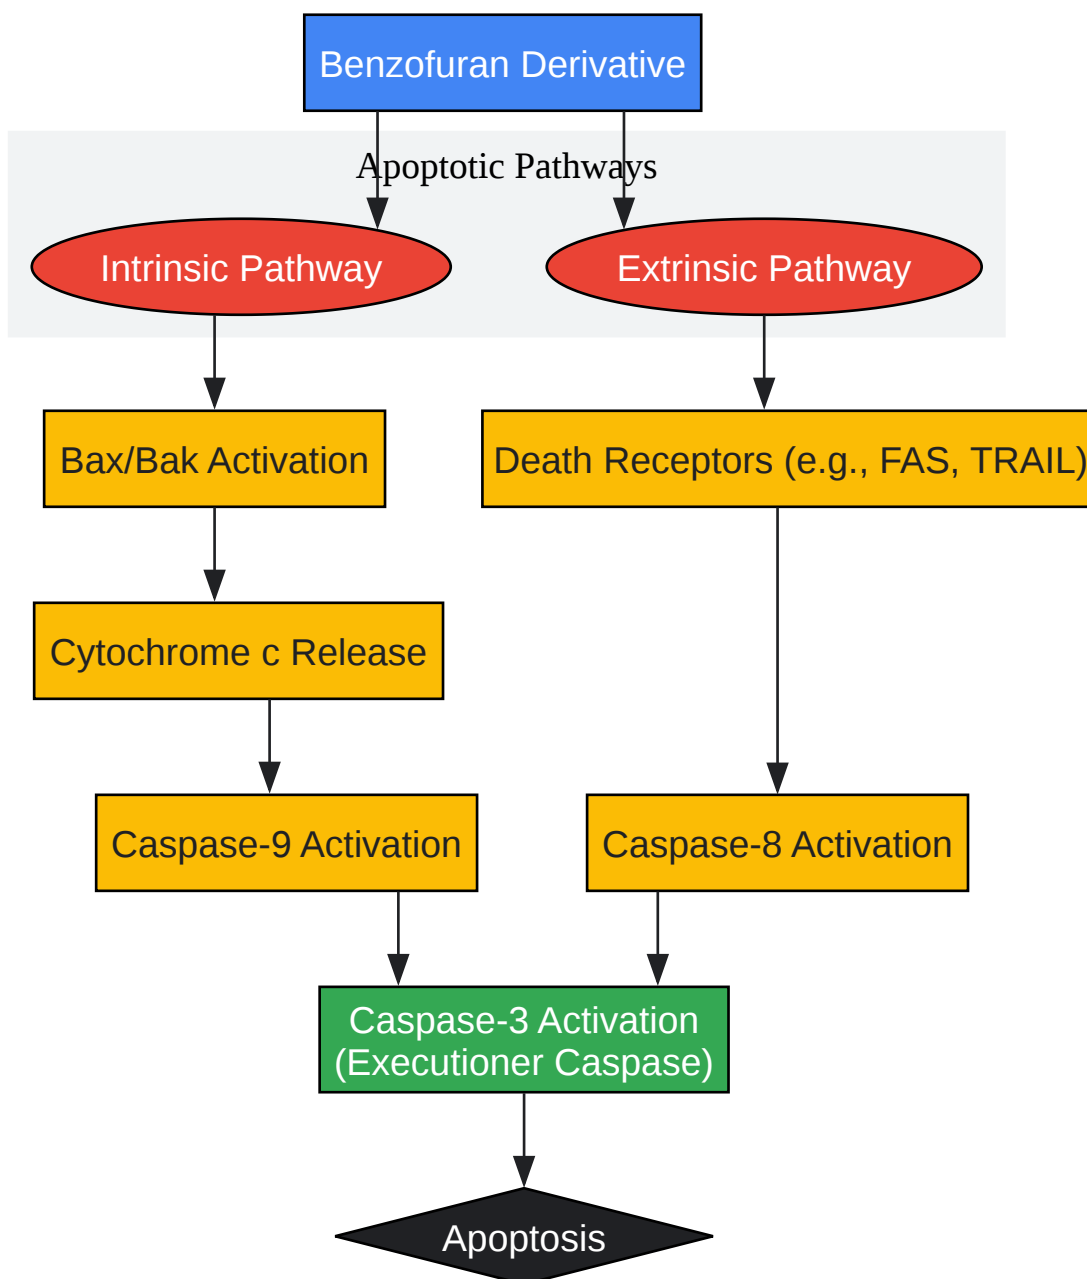 Benzofuran Derivative
Apoptotic Pathways
Intrinsic Pathway
Extrinsic Pathway
Bax/Bak Activation
Death Receptors (e.g., FAS, TRAIL)
Cytochrome c Release
Caspase-9 Activation
Caspase-8 Activation
Caspase-3 Activation
(Executioner Caspase)
Apoptosis